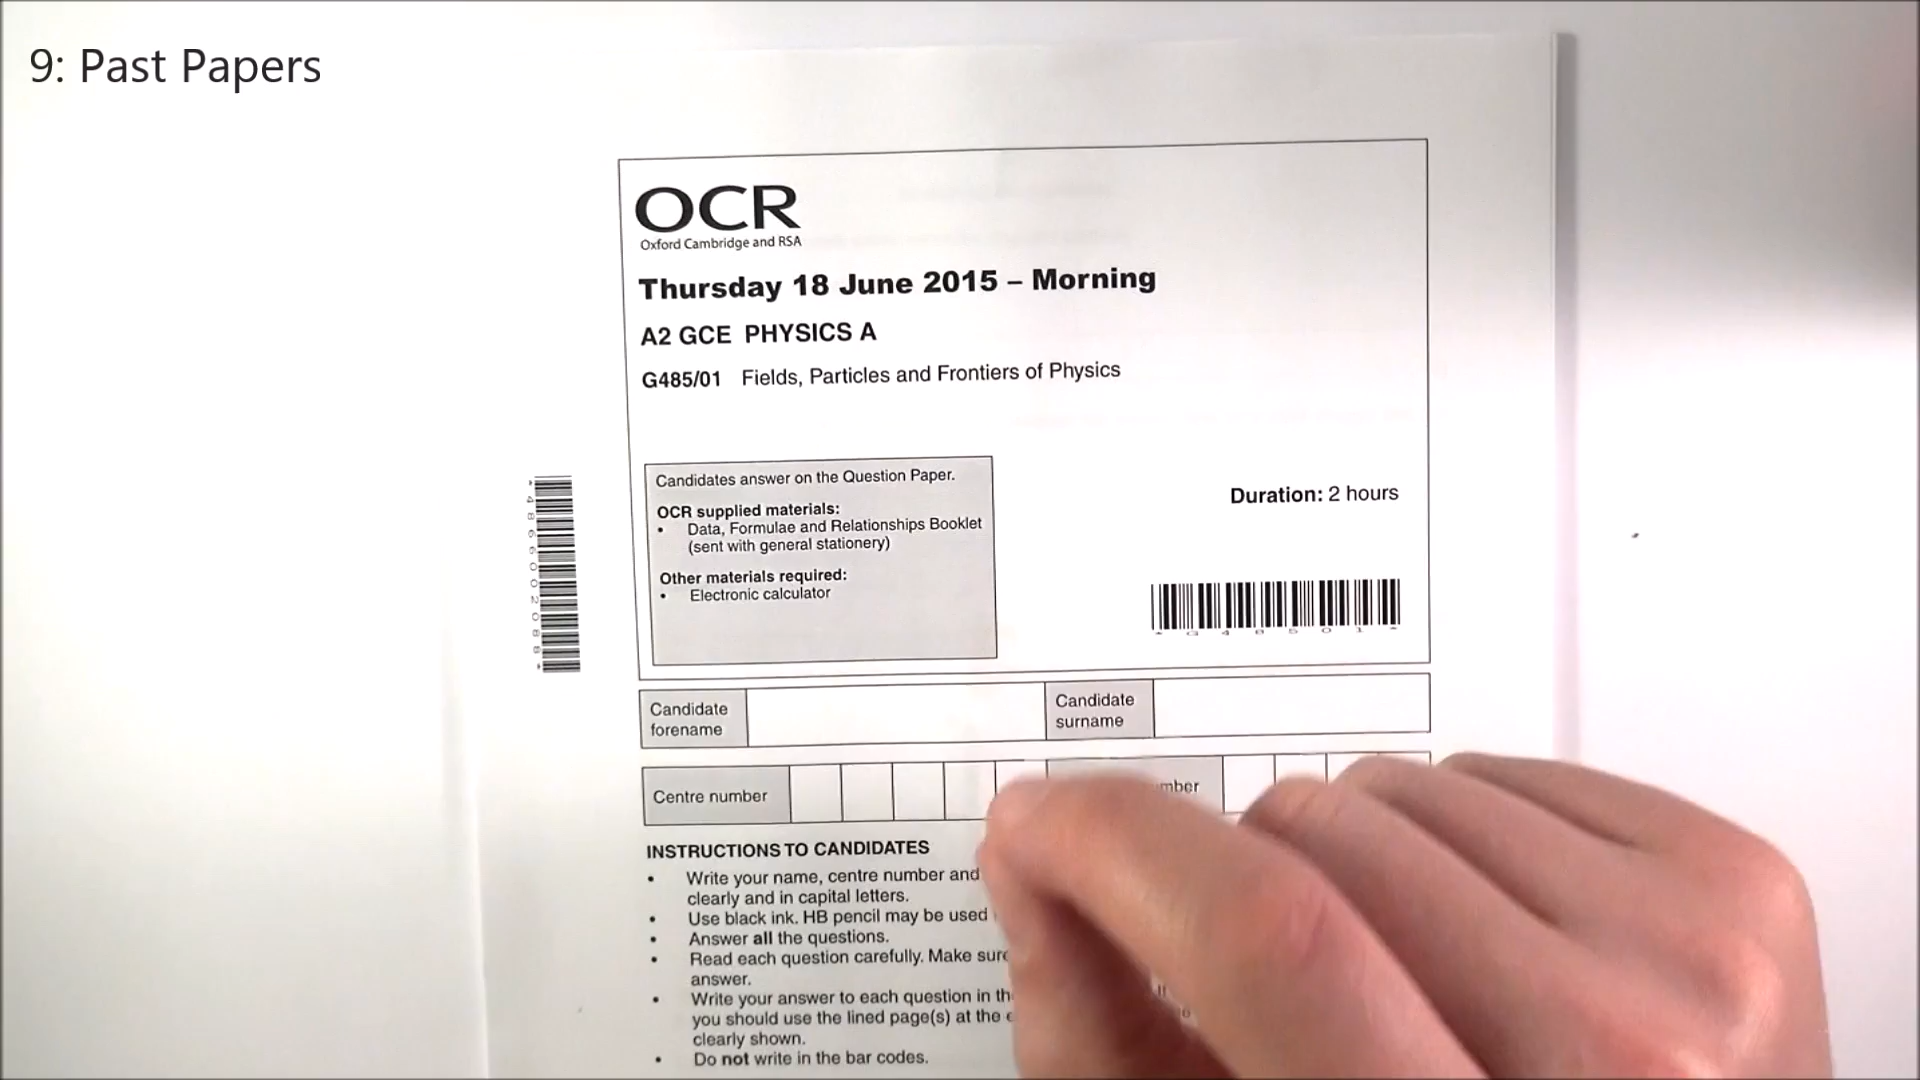 9: Past Papers
OCR
Oxford Cambridge and RSA
Thursday 18 June 2015 – Morning
A2 GCE PHYSICS A
G485/01 Fields, Particles and Frontiers of Physics
Candidates answer on the Question Paper.
OCR supplied materials:
• Data, Formulae and Relationships Booklet
(sent with general stationery)
Other materials required:
• Electronic calculator
Duration: 2 hours
*4866002088*
*G48501*
Candidate
forename
Candidate
surname
Centre number
INSTRUCTIONS TO CANDIDATES
• Write your name, centre number and
clearly and in capital letters.
• Use black ink. HB pencil may be used
• Answer all the questions.
• Read each question carefully. Make sure
answer.
• Write your answer to each question in
you should use the lined page(s) at the
clearly shown.
• Do not write in the bar codes.